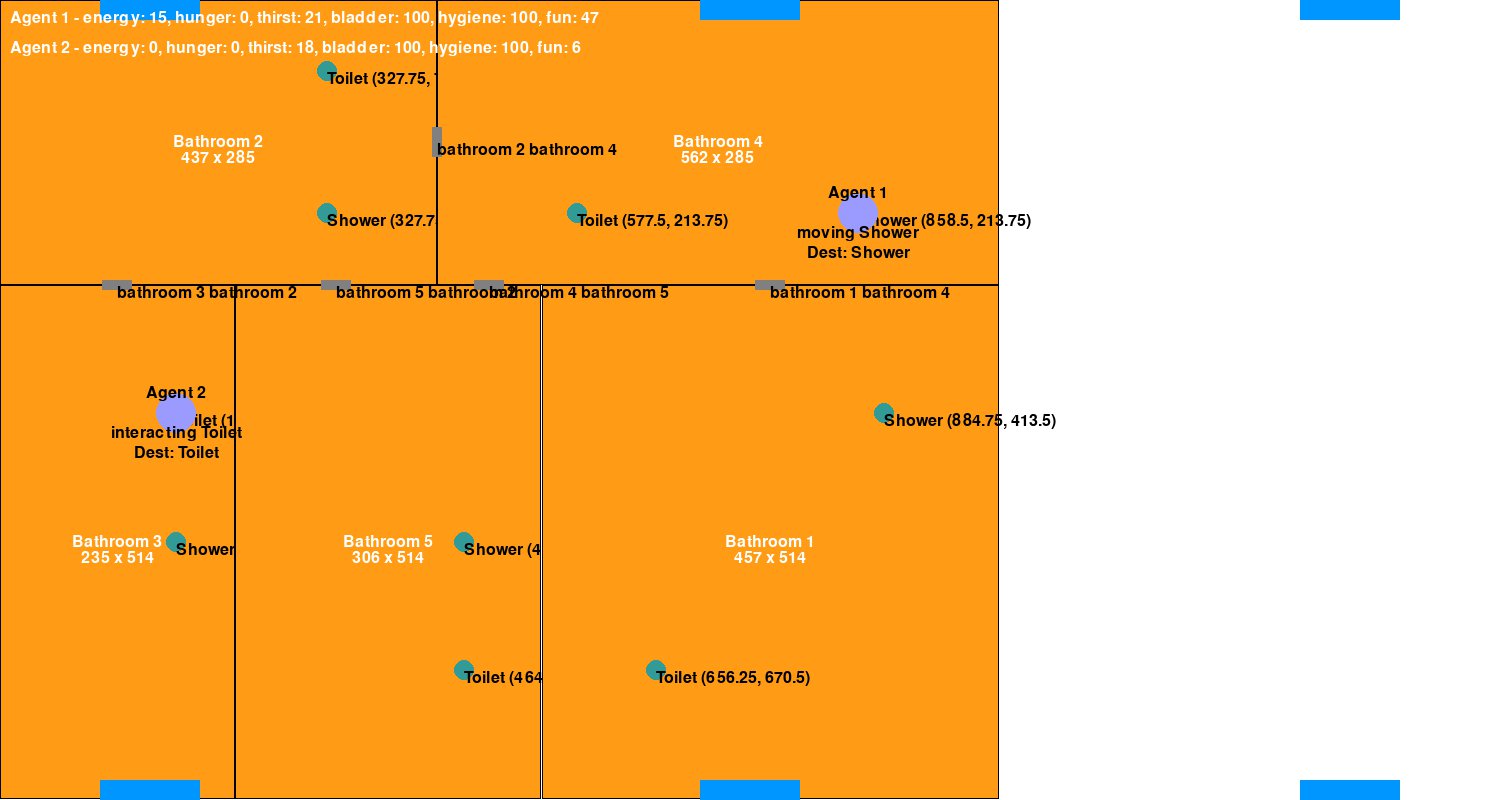 Agent 1 - energy: 15, hunger: 0, thirst: 21, bladder: 100, hygiene: 100, fun: 47
Agent 2 - energy: 0, hunger: 0, thirst: 18, bladder: 100, hygiene: 100, fun: 6
Toilet (327.75,
Bathroom 2
437 x 285
bathroom 2 bathroom 4
Bathroom 4
562 x 285
Agent 1
Shower (327.7
Toilet (577.5, 213.75)
hower (858.5, 213.75)
moving Shower
Dest: Shower
bathroom 3 bathroom 2
bathroom 5 bathroom 2
bathroom 4 bathroom 5
bathroom 1 bathroom 4
Agent 2
ilet (1
interacting Toilet
Dest: Toilet
Shower (884.75, 413.5)
Bathroom 3
235 x 514
Shower
Bathroom 5
306 x 514
Shower (4
Bathroom 1
457 x 514
Toilet (464
Toilet (656.25, 670.5)